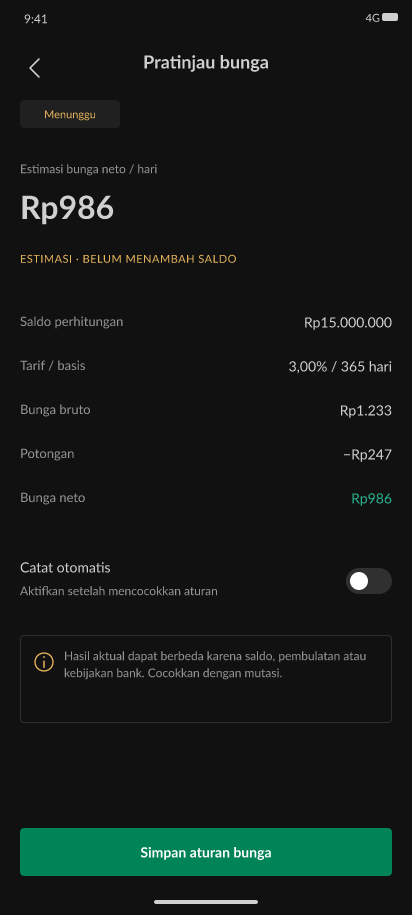 9:41
4G
Pratinjau bunga
Menunggu
Estimasi bunga neto / hari
Rp986
ESTIMASI · BELUM MENAMBAH SALDO
Saldo perhitungan Rp15.000.000
Tarif / basis 3,00% / 365 hari
Bunga bruto Rp1.233
Potongan −Rp247
Bunga neto Rp986
Catat otomatis
Aktifkan setelah mencocokkan aturan
Hasil aktual dapat berbeda karena saldo, pembulatan atau
kebijakan bank. Cocokkan dengan mutasi.
Simpan aturan bunga